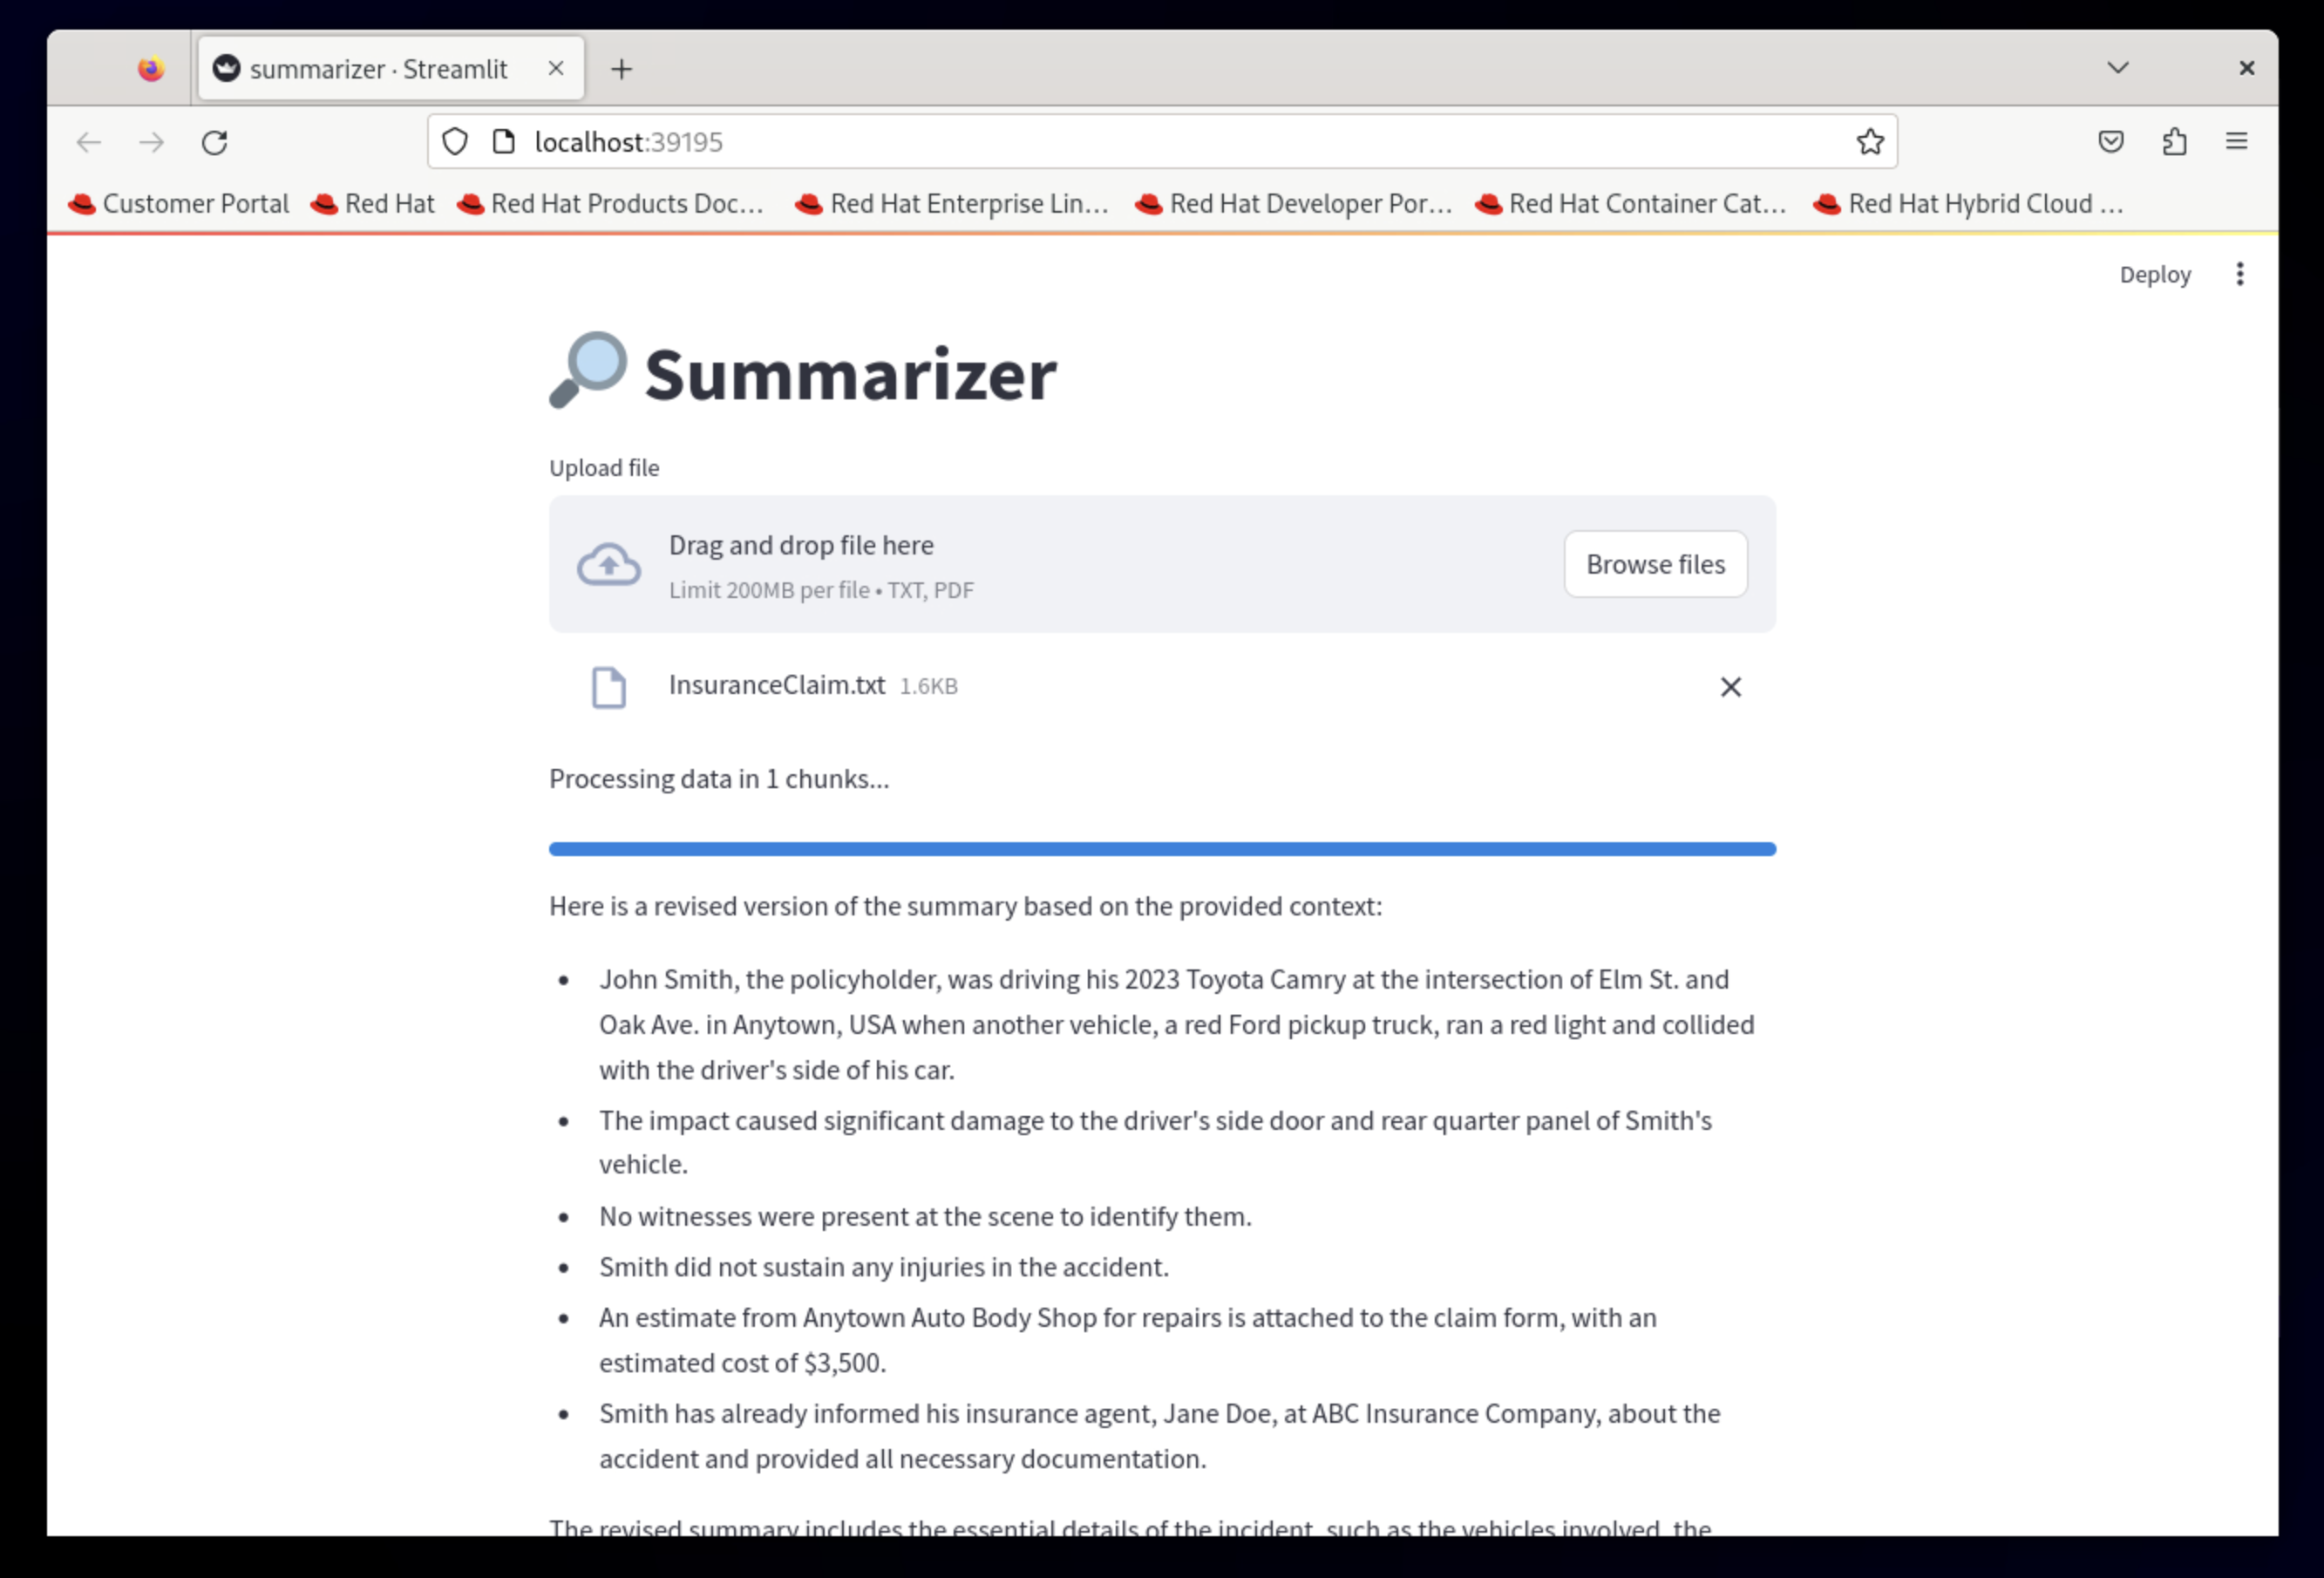 summarizer · Streamlit
localhost:39195
Customer Portal Red Hat Red Hat Products Doc… Red Hat Enterprise Lin… Red Hat Developer Por… Red Hat Container Cat… Red Hat Hybrid Cloud …
Deploy
Summarizer
Upload file
Drag and drop file here
Limit 200MB per file • TXT, PDF
Browse files
InsuranceClaim.txt 1.6KB
Processing data in 1 chunks...
Here is a revised version of the summary based on the provided context:
• John Smith, the policyholder, was driving his 2023 Toyota Camry at the intersection of Elm St. and
Oak Ave. in Anytown, USA when another vehicle, a red Ford pickup truck, ran a red light and collided
with the driver's side of his car.
• The impact caused significant damage to the driver's side door and rear quarter panel of Smith's
vehicle.
• No witnesses were present at the scene to identify them.
• Smith did not sustain any injuries in the accident.
• An estimate from Anytown Auto Body Shop for repairs is attached to the claim form, with an
estimated cost of $3,500.
• Smith has already informed his insurance agent, Jane Doe, at ABC Insurance Company, about the
accident and provided all necessary documentation.
The revised summary includes the essential details of the incident, such as the vehicles involved, the